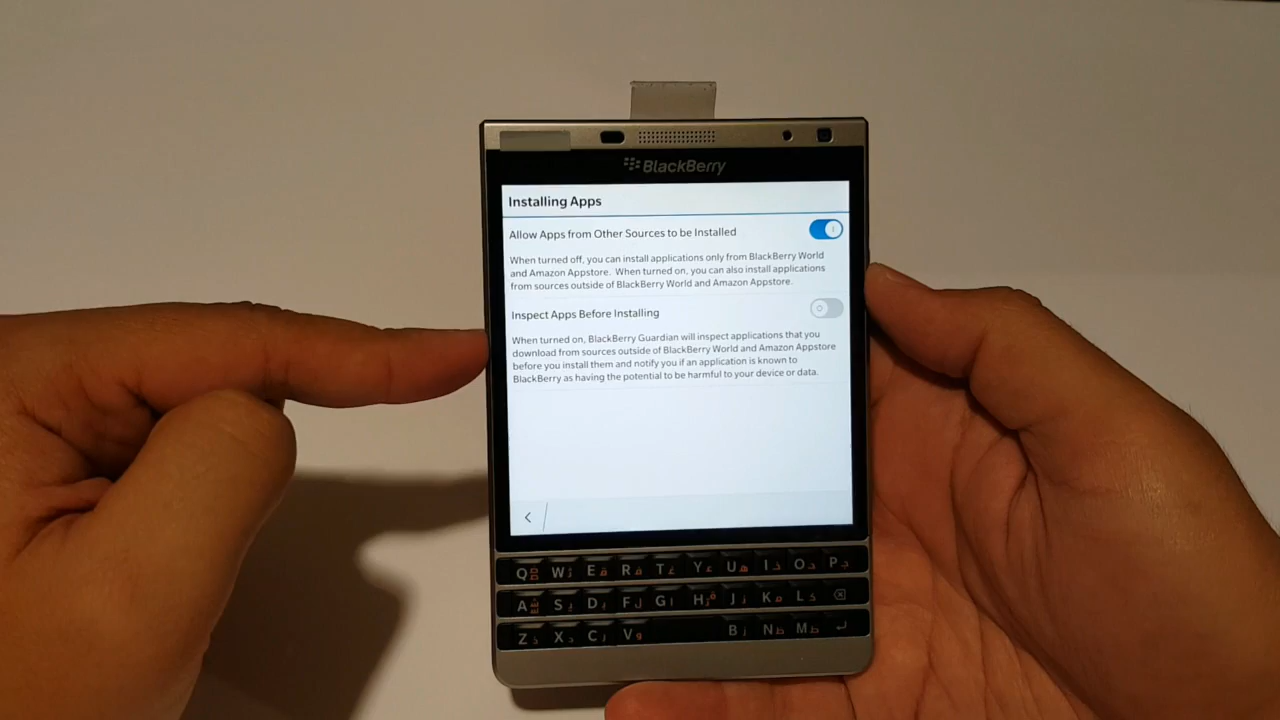 BlackBerry
Installing Apps
Allow Apps from Other Sources to be Installed
When turned off, you can install applications only from BlackBerry World
and Amazon Appstore. When turned on, you can also install applications
from sources outside of BlackBerry World and Amazon Appstore.
Inspect Apps Before Installing
When turned on, BlackBerry Guardian will inspect applications that you
download from sources outside of BlackBerry World and Amazon Appstore
before you install them and notify you if an application is known to
BlackBerry as having the potential to be harmful to your device or data.
Q W E R T Y U I O P
A S D F G H J K L
Z X C V B N M